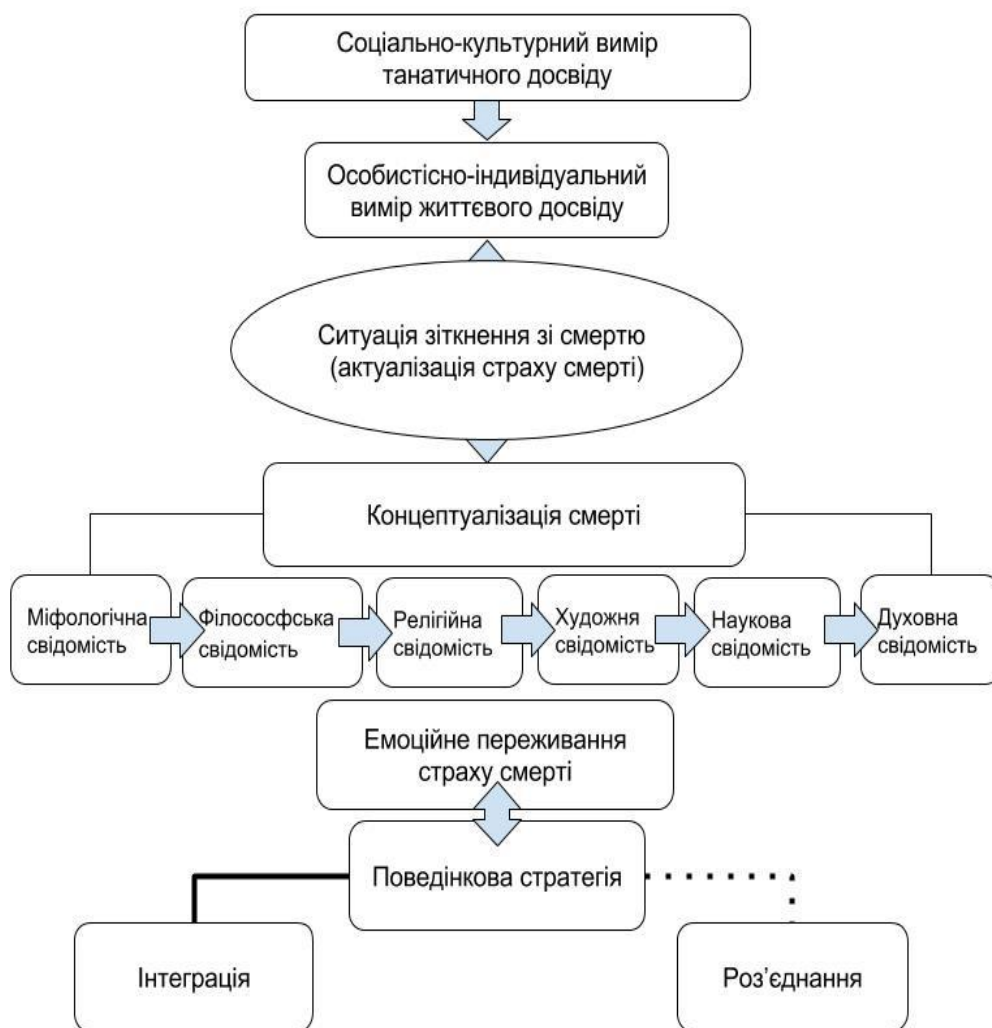 Соціально-культурний вимір
танатичного досвіду
Особистісно-індивідуальний
вимір життєвого досвіду
Ситуація зіткнення зі смертю
(актуалізація страху смерті)
Концептуалізація смерті
Міфологічна
свідомість
Філососфська
свідомість
Релігійна
свідомість
Художня
свідомість
Наукова
свідомість
Духовна
свідомість
Емоційне переживання
страху смерті
Поведінкова стратегія
Інтеграція
Роз’єднання